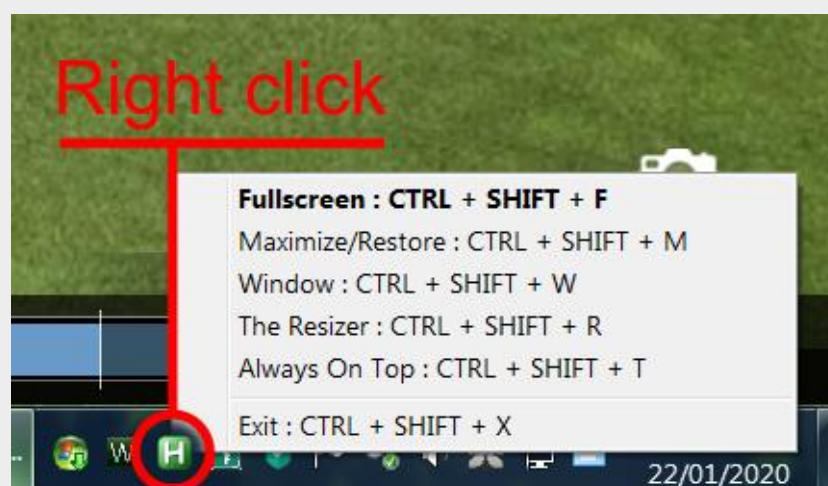 Right click
Fullscreen : CTRL + SHIFT + F
Maximize/Restore : CTRL + SHIFT + M
Window : CTRL + SHIFT + W
The Resizer : CTRL + SHIFT + R
Always On Top : CTRL + SHIFT + T
Exit : CTRL + SHIFT + X
W
H
22/01/2020